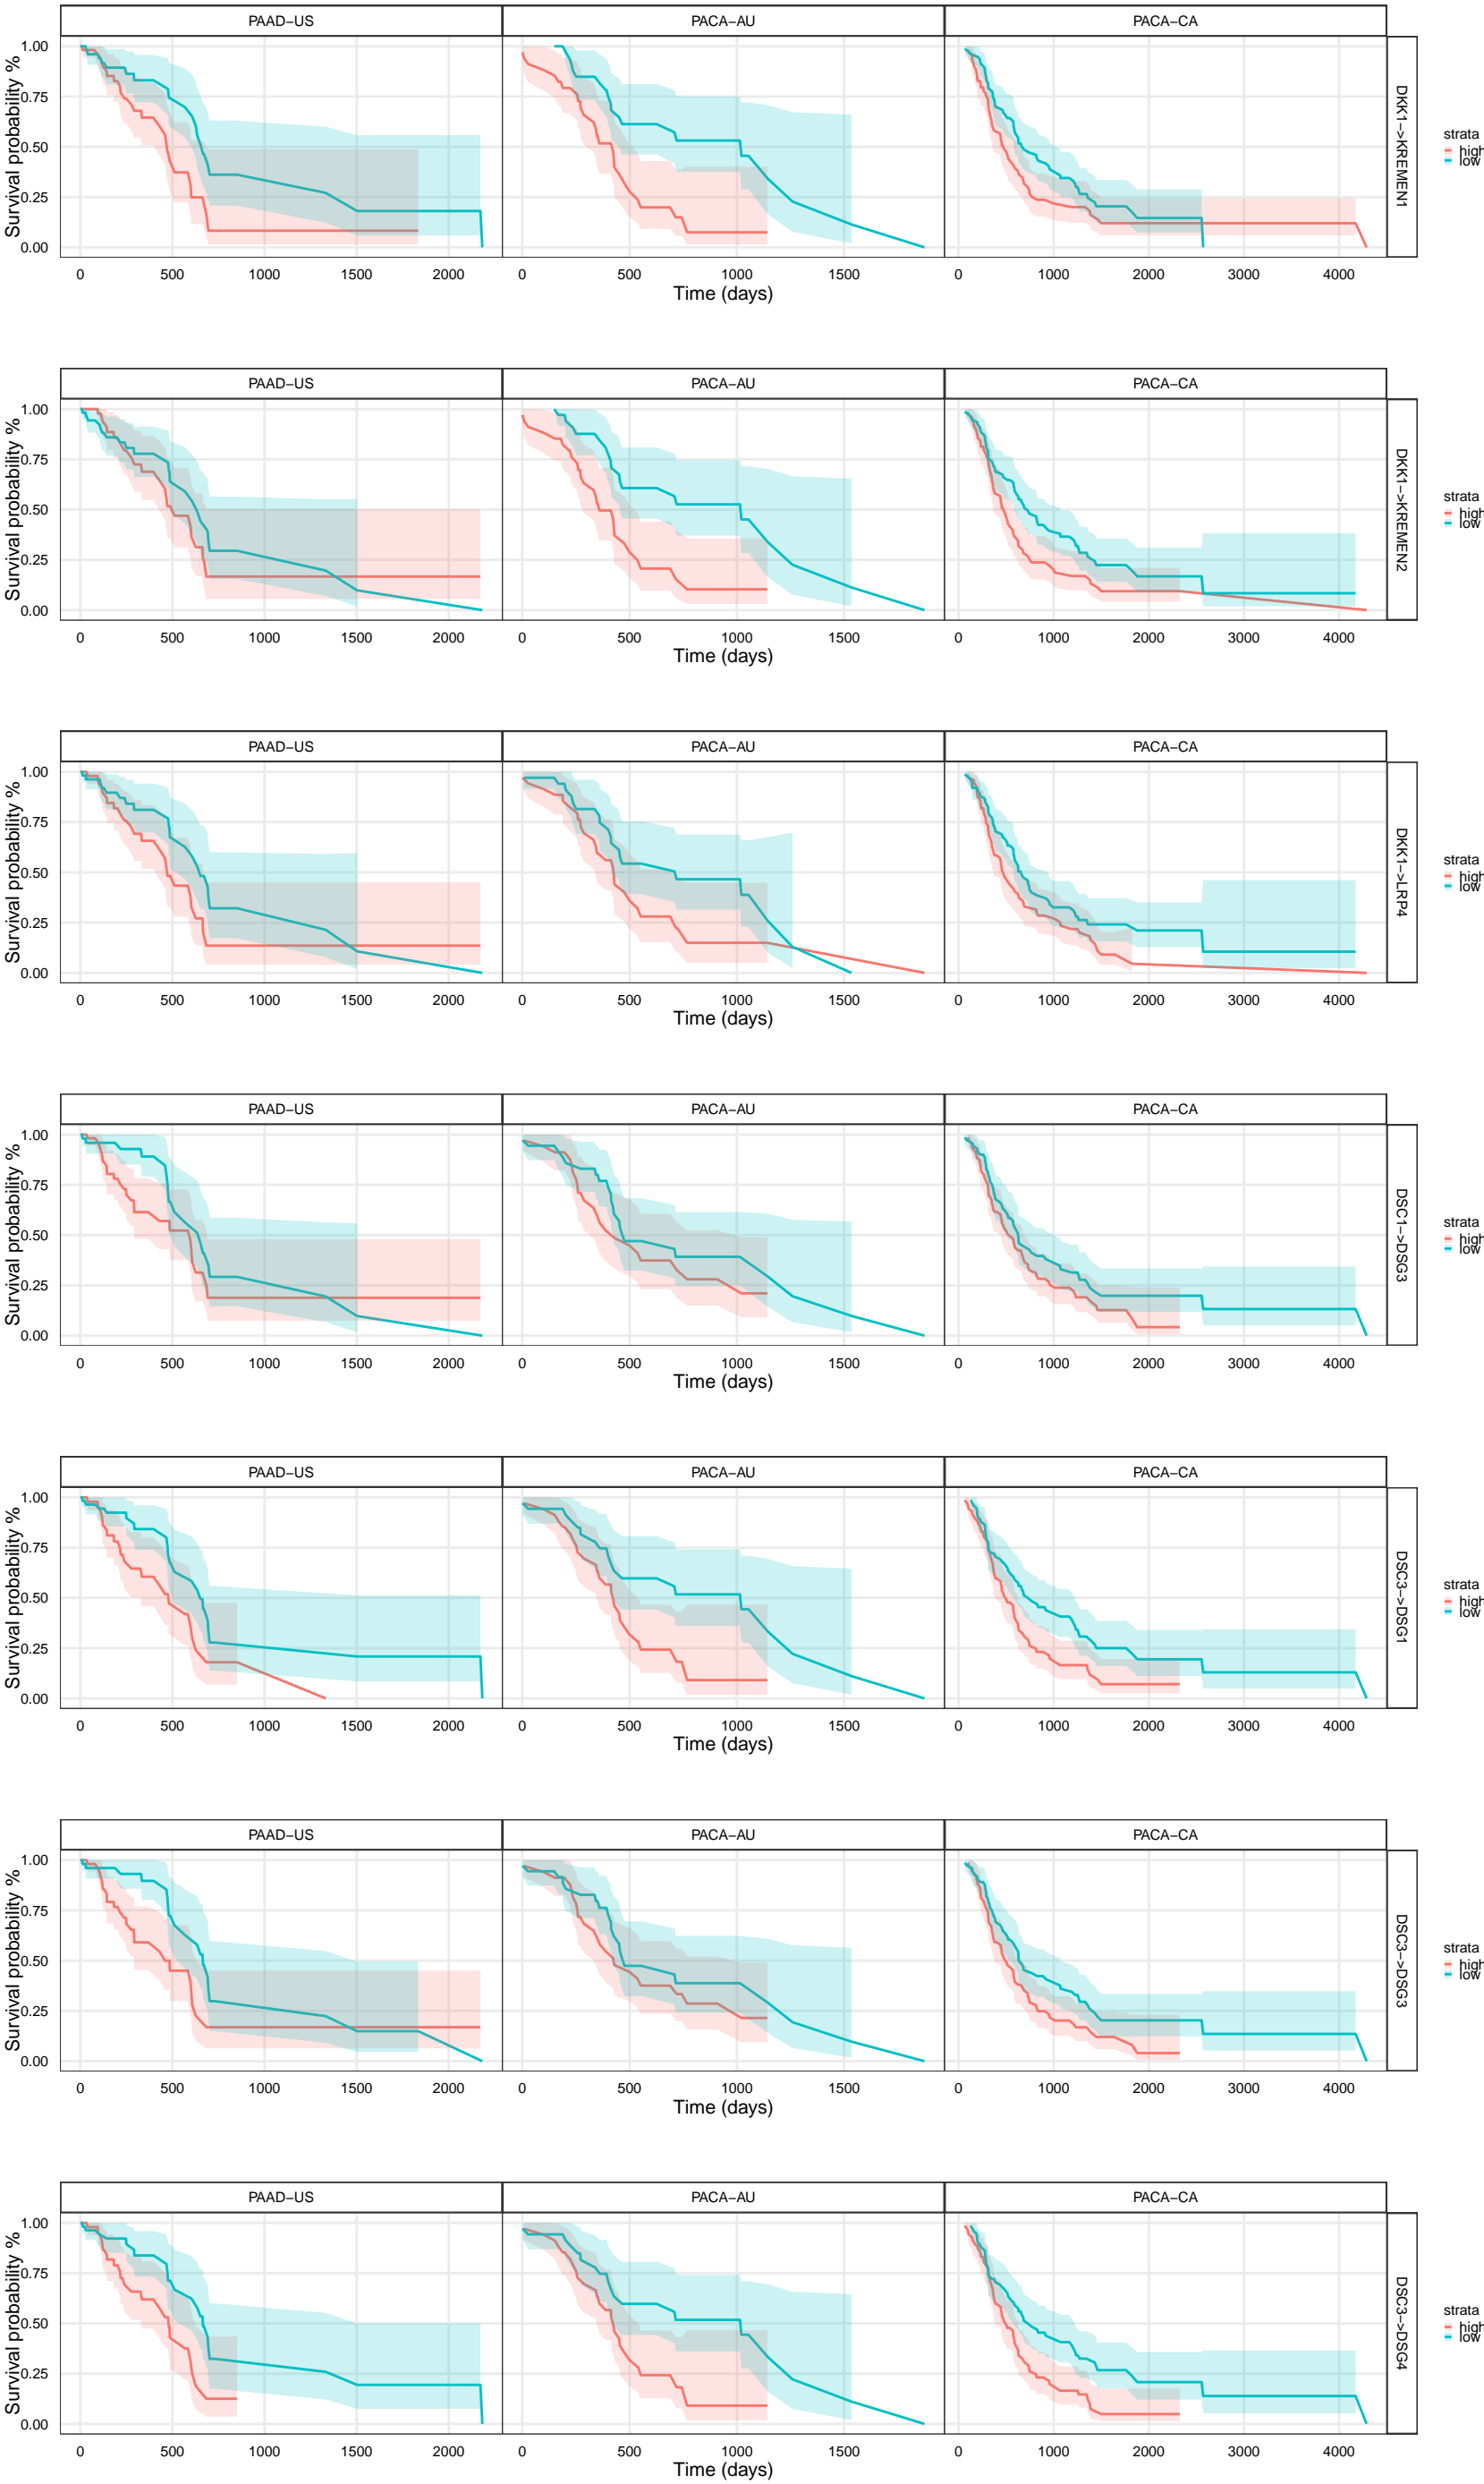 PAAD−US PACA−AU PACA−CA
Survival probability %
1.00
0.75
0.50
0.25
0.00
DKK1−>KREMEN1
strata
high
low
0 500 1000 1500 2000 0 500 1000 1500 0 1000 2000 3000 4000
Time (days)
PAAD−US PACA−AU PACA−CA
Survival probability %
1.00
0.75
0.50
0.25
0.00
DKK1−>KREMEN2
strata
high
low
0 500 1000 1500 2000 0 500 1000 1500 0 1000 2000 3000 4000
Time (days)
PAAD−US PACA−AU PACA−CA
Survival probability %
1.00
0.75
0.50
0.25
0.00
DKK1−>LRP4
strata
high
low
0 500 1000 1500 2000 0 500 1000 1500 0 1000 2000 3000 4000
Time (days)
PAAD−US PACA−AU PACA−CA
Survival probability %
1.00
0.75
0.50
0.25
0.00
DSC1−>DSG3
strata
high
low
0 500 1000 1500 2000 0 500 1000 1500 0 1000 2000 3000 4000
Time (days)
PAAD−US PACA−AU PACA−CA
Survival probability %
1.00
0.75
0.50
0.25
0.00
DSC3−>DSG1
strata
high
low
0 500 1000 1500 2000 0 500 1000 1500 0 1000 2000 3000 4000
Time (days)
PAAD−US PACA−AU PACA−CA
Survival probability %
1.00
0.75
0.50
0.25
0.00
DSC3−>DSG3
strata
high
low
0 500 1000 1500 2000 0 500 1000 1500 0 1000 2000 3000 4000
Time (days)
PAAD−US PACA−AU PACA−CA
Survival probability %
1.00
0.75
0.50
0.25
0.00
DSC3−>DSG4
strata
high
low
0 500 1000 1500 2000 0 500 1000 1500 0 1000 2000 3000 4000
Time (days)